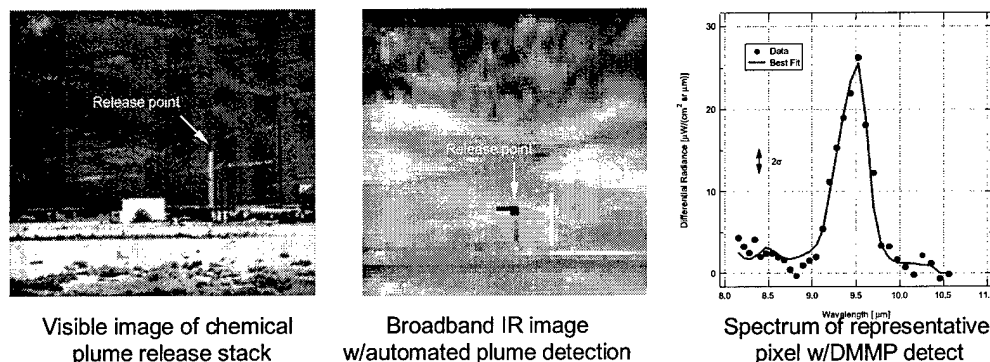 Release point
Visible image of chemical
plume release stack
Release point
Broadband IR image
w/automated plume detection
Differential Radiance [μW/(cm² sr μm)]
30
20
10
0
Data
Best Fit
2σ
8.0 8.5 9.0 9.5 10.0 10.5 11.
Wavelength [μm]
Spectrum of representative
pixel w/DMMP detect